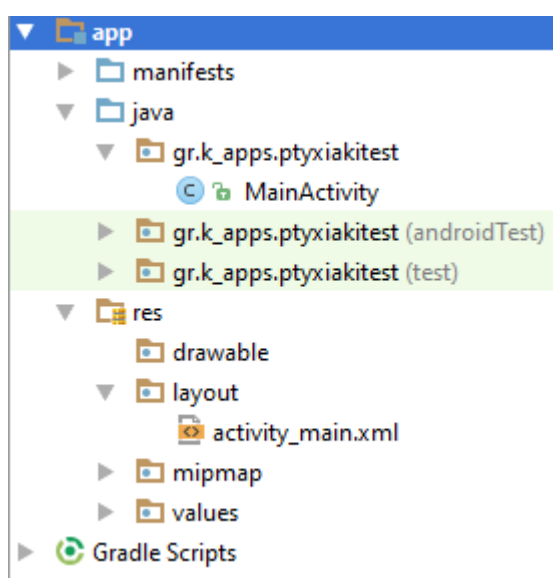 app
manifests
java
gr.k_apps.ptyxiakitest
C MainActivity
gr.k_apps.ptyxiakitest (androidTest)
gr.k_apps.ptyxiakitest (test)
res
drawable
layout
activity_main.xml
mipmap
values
Gradle Scripts